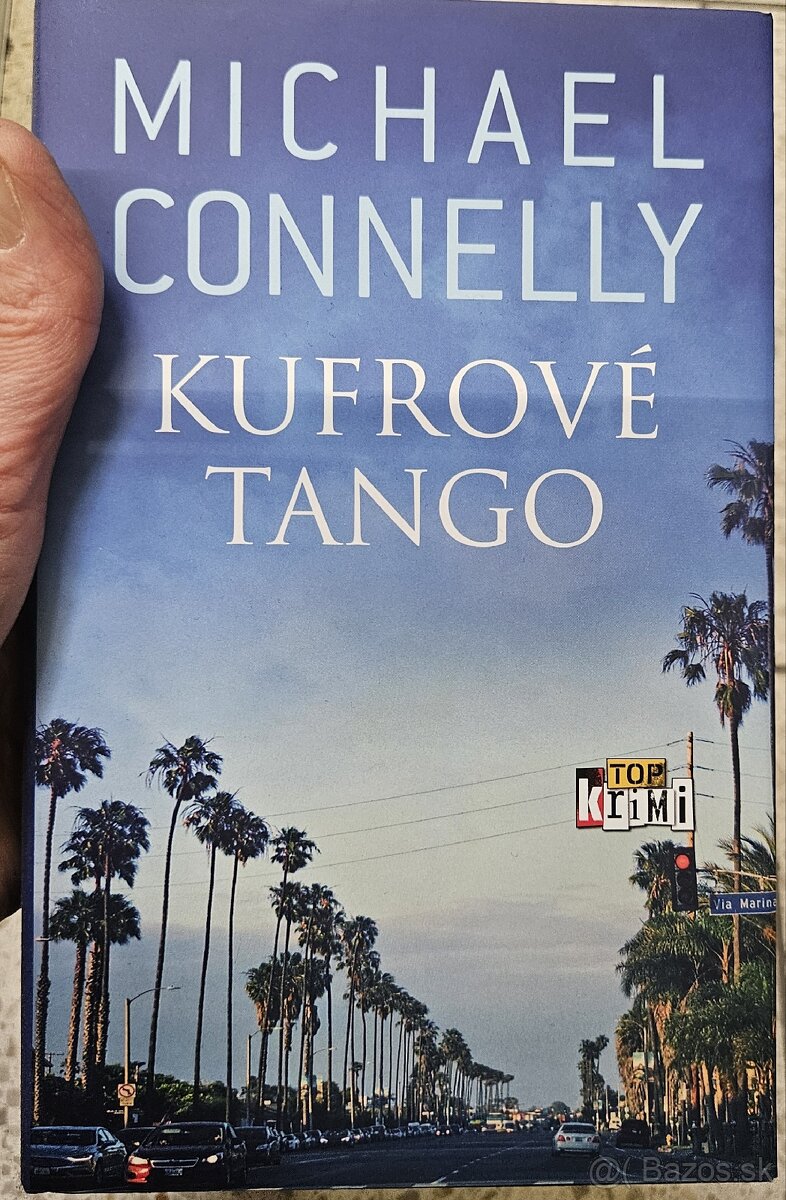 MICHAEL
CONNELLY
KUFROVÉ
TANGO
TOP
KriMi
Via Marina
@( Bazos.sk